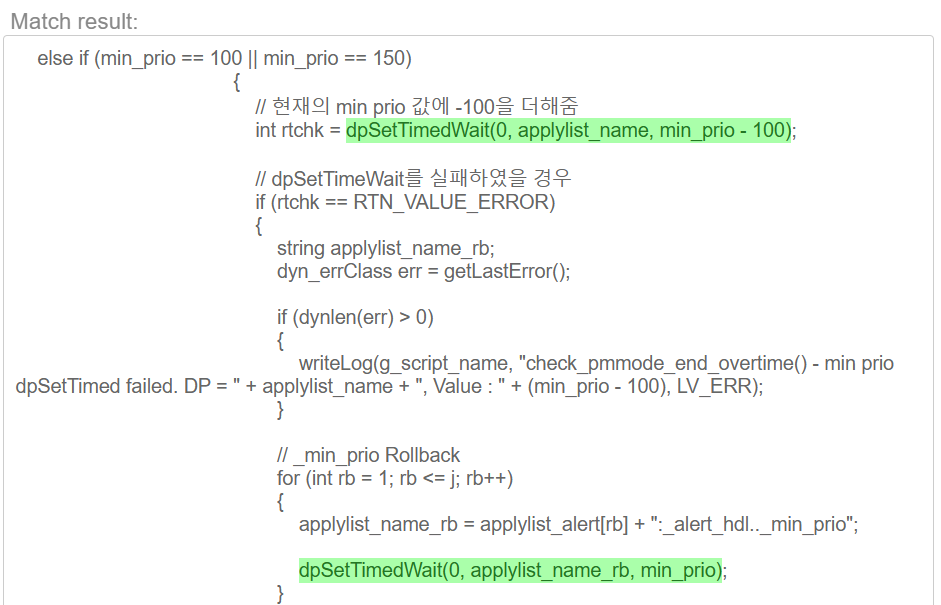 Match result:
else if (min_prio == 100 || min_prio == 150)
{
// 현재의 min prio 값에 -100을 더해줌
int rtchk = dpSetTimedWait(0, applylist_name, min_prio - 100);
// dpSetTimeWait를 실패하였을 경우
if (rtchk == RTN_VALUE_ERROR)
{
string applylist_name_rb;
dyn_errClass err = getLastError();
if (dynlen(err) > 0)
{
writeLog(g_script_name, "check_pmmode_end_overtime() - min prio
dpSetTimed failed. DP = " + applylist_name + ", Value : " + (min_prio - 100), LV_ERR);
}
// _min_prio Rollback
for (int rb = 1; rb <= j; rb++)
{
applylist_name_rb = applylist_alert[rb] + ":_alert_hdl.._min_prio";
dpSetTimedWait(0, applylist_name_rb, min_prio);
}